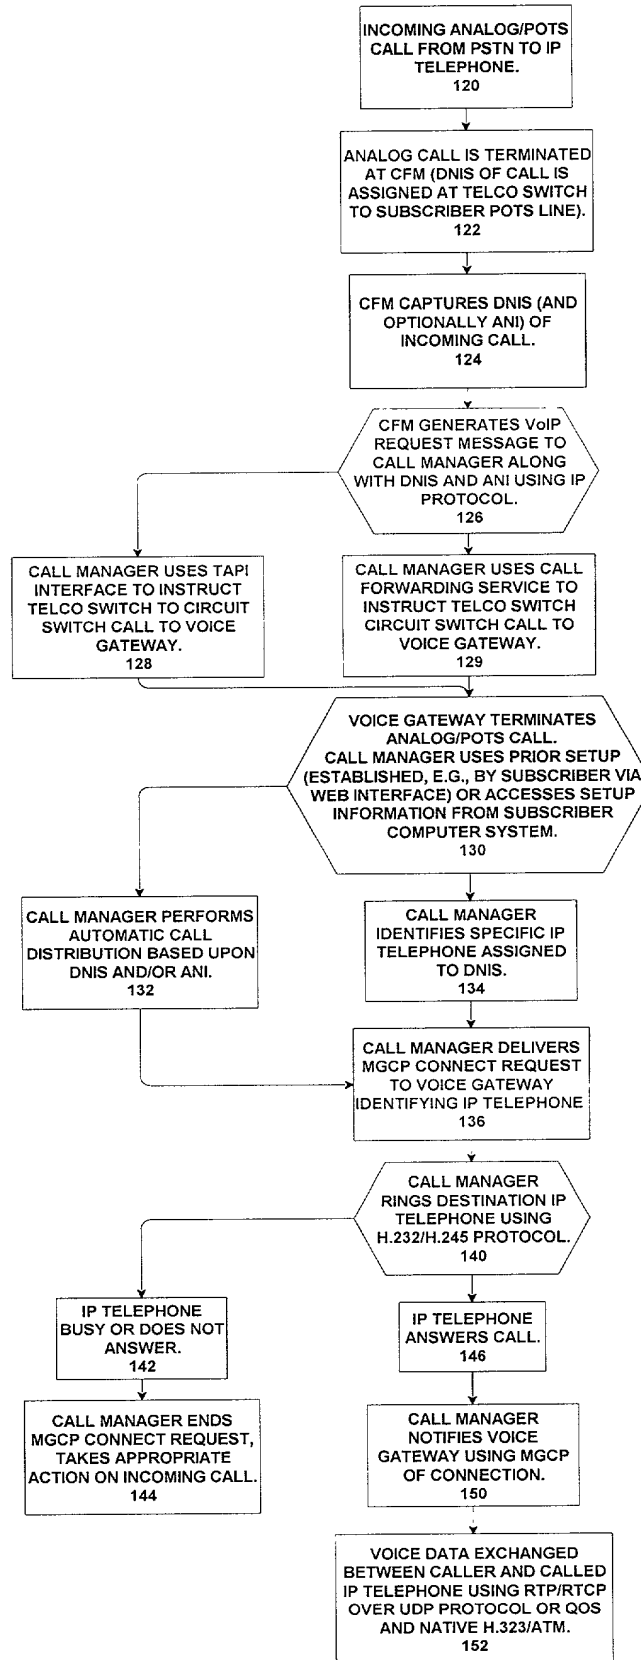 INCOMING ANALOG/POTS
CALL FROM PSTN TO IP
TELEPHONE.
120
ANALOG CALL IS TERMINATED
AT CFM (DNIS OF CALL IS
ASSIGNED AT TELCO SWITCH
TO SUBSCRIBER POTS LINE).
122
CFM CAPTURES DNIS (AND
OPTIONALLY ANI) OF
INCOMING CALL.
124
CFM GENERATES VoIP
REQUEST MESSAGE TO
CALL MANAGER ALONG
WITH DNIS AND ANI USING IP
PROTOCOL.
126
CALL MANAGER USES TAPI
INTERFACE TO INSTRUCT
TELCO SWITCH TO CIRCUIT
SWITCH CALL TO VOICE
GATEWAY.
128
CALL MANAGER USES CALL
FORWARDING SERVICE TO
INSTRUCT TELCO SWITCH
CIRCUIT SWITCH CALL TO
VOICE GATEWAY.
129
VOICE GATEWAY TERMINATES
ANALOG/POTS CALL.
CALL MANAGER USES PRIOR SETUP
(ESTABLISHED, E.G., BY SUBSCRIBER VIA
WEB INTERFACE) OR ACCESSES SETUP
INFORMATION FROM SUBSCRIBER
COMPUTER SYSTEM.
130
CALL MANAGER PERFORMS
AUTOMATIC CALL
DISTRIBUTION BASED UPON
DNIS AND/OR ANI.
132
CALL MANAGER
IDENTIFIES SPECIFIC IP
TELEPHONE ASSIGNED
TO DNIS.
134
CALL MANAGER DELIVERS
MGCP CONNECT REQUEST
TO VOICE GATEWAY
IDENTIFYING IP TELEPHONE
136
CALL MANAGER
RINGS DESTINATION IP
TELEPHONE USING
H.232/H.245 PROTOCOL.
140
IP TELEPHONE
BUSY OR DOES NOT
ANSWER.
142
IP TELEPHONE
ANSWERS CALL.
146
CALL MANAGER ENDS
MGCP CONNECT REQUEST,
TAKES APPROPRIATE
ACTION ON INCOMING CALL.
144
CALL MANAGER
NOTIFIES VOICE
GATEWAY USING MGCP
OF CONNECTION.
150
VOICE DATA EXCHANGED
BETWEEN CALLER AND CALLED
IP TELEPHONE USING RTP/RTCP
OVER UDP PROTOCOL OR QOS
AND NATIVE H.323/ATM.
152